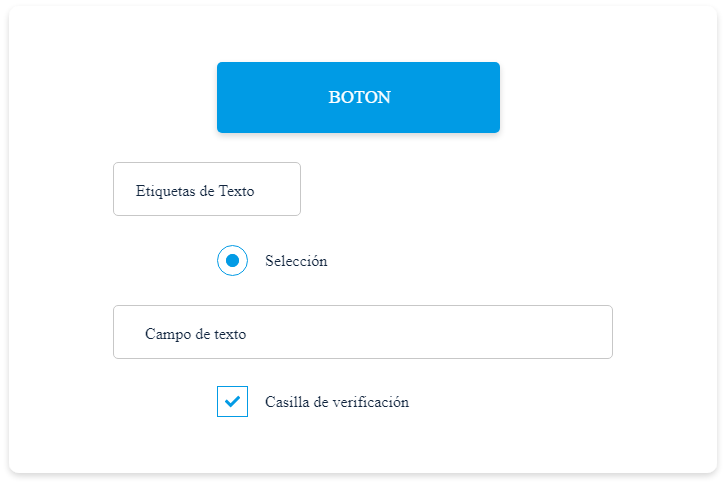 BOTON
Etiquetas de Texto
Selección
Campo de texto
Casilla de verificación